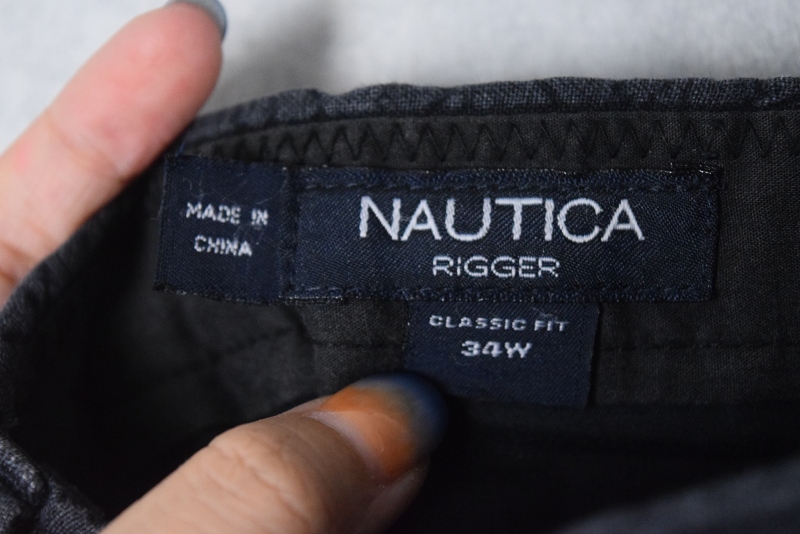 MADE IN
CHINA
NAUTICA
RIGGER
CLASSIC FIT
34W